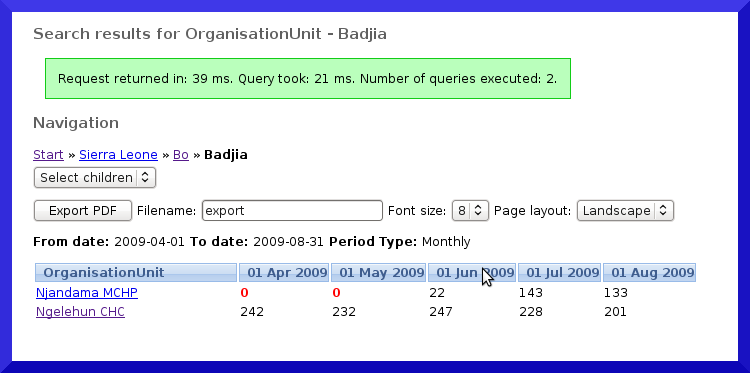 Search results for OrganisationUnit - Badjia
Request returned in: 39 ms. Query took: 21 ms. Number of queries executed: 2.
Navigation
Start » Sierra Leone » Bo » Badjia
Select children
Export PDF Filename: export Font size: 8 Page layout: Landscape
From date: 2009-04-01 To date: 2009-08-31 Period Type: Monthly
OrganisationUnit 01 Apr 2009 01 May 2009 01 Jun 2009 01 Jul 2009 01 Aug 2009
Njandama MCHP 0 0 22 143 133
Ngelehun CHC 242 232 247 228 201